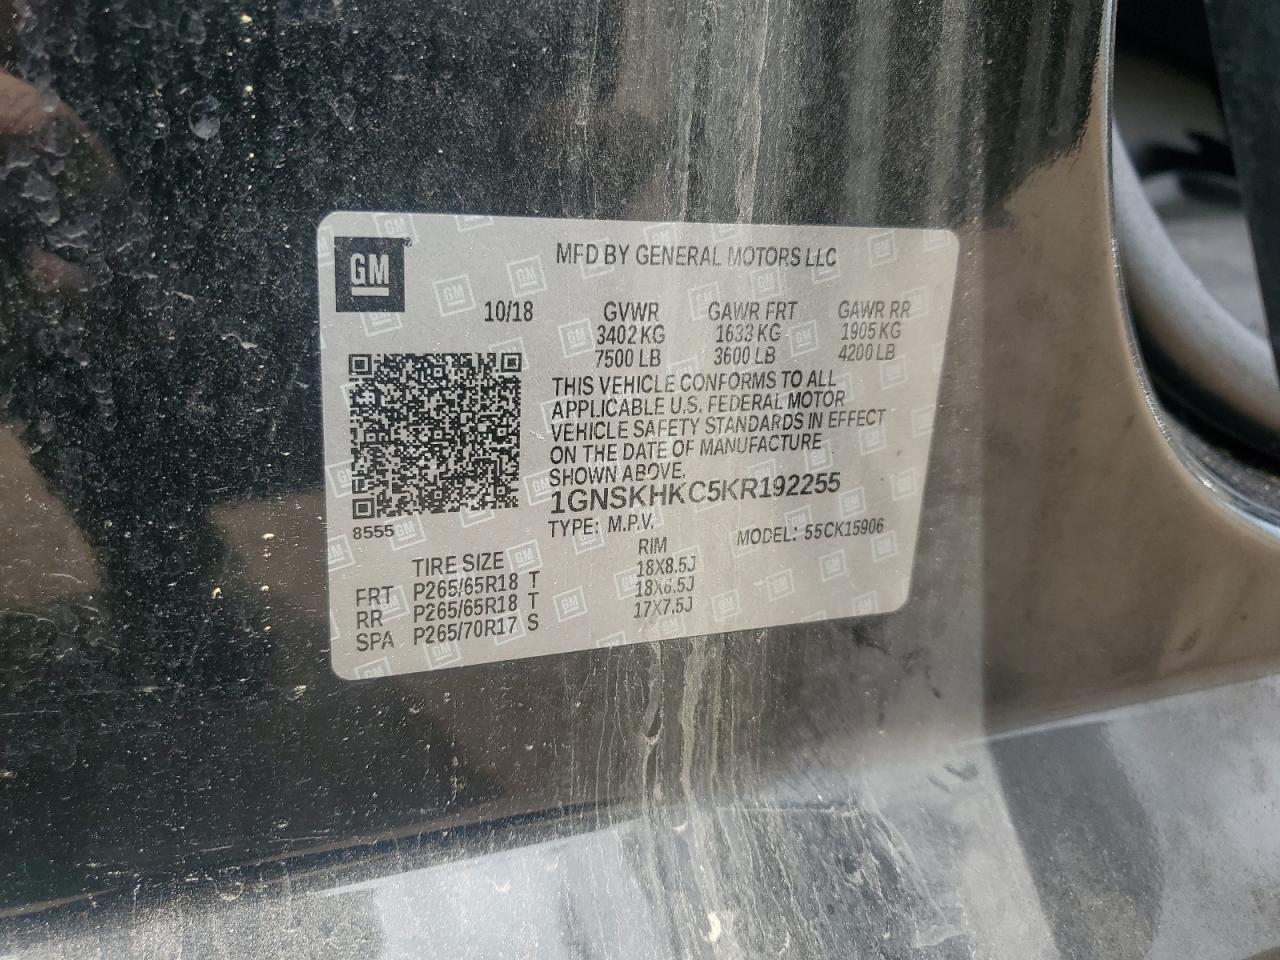 GM
MFD BY GENERAL MOTORS LLC
10/18 GVWR GAWR FRT GAWR RR
3402 KG 1633 KG 1905 KG
7500 LB 3600 LB 4200 LB
THIS VEHICLE CONFORMS TO ALL
APPLICABLE U.S. FEDERAL MOTOR
VEHICLE SAFETY STANDARDS IN EFFECT
ON THE DATE OF MANUFACTURE
SHOWN ABOVE.
1GNSKHKC5KR192255
8555
TYPE: M.P.V. MODEL: 55CK15906
TIRE SIZE RIM
FRT P265/65R18 T 18X8.5J
RR P265/65R18 T 18X8.5J
SPA P265/70R17 S 17X7.5J